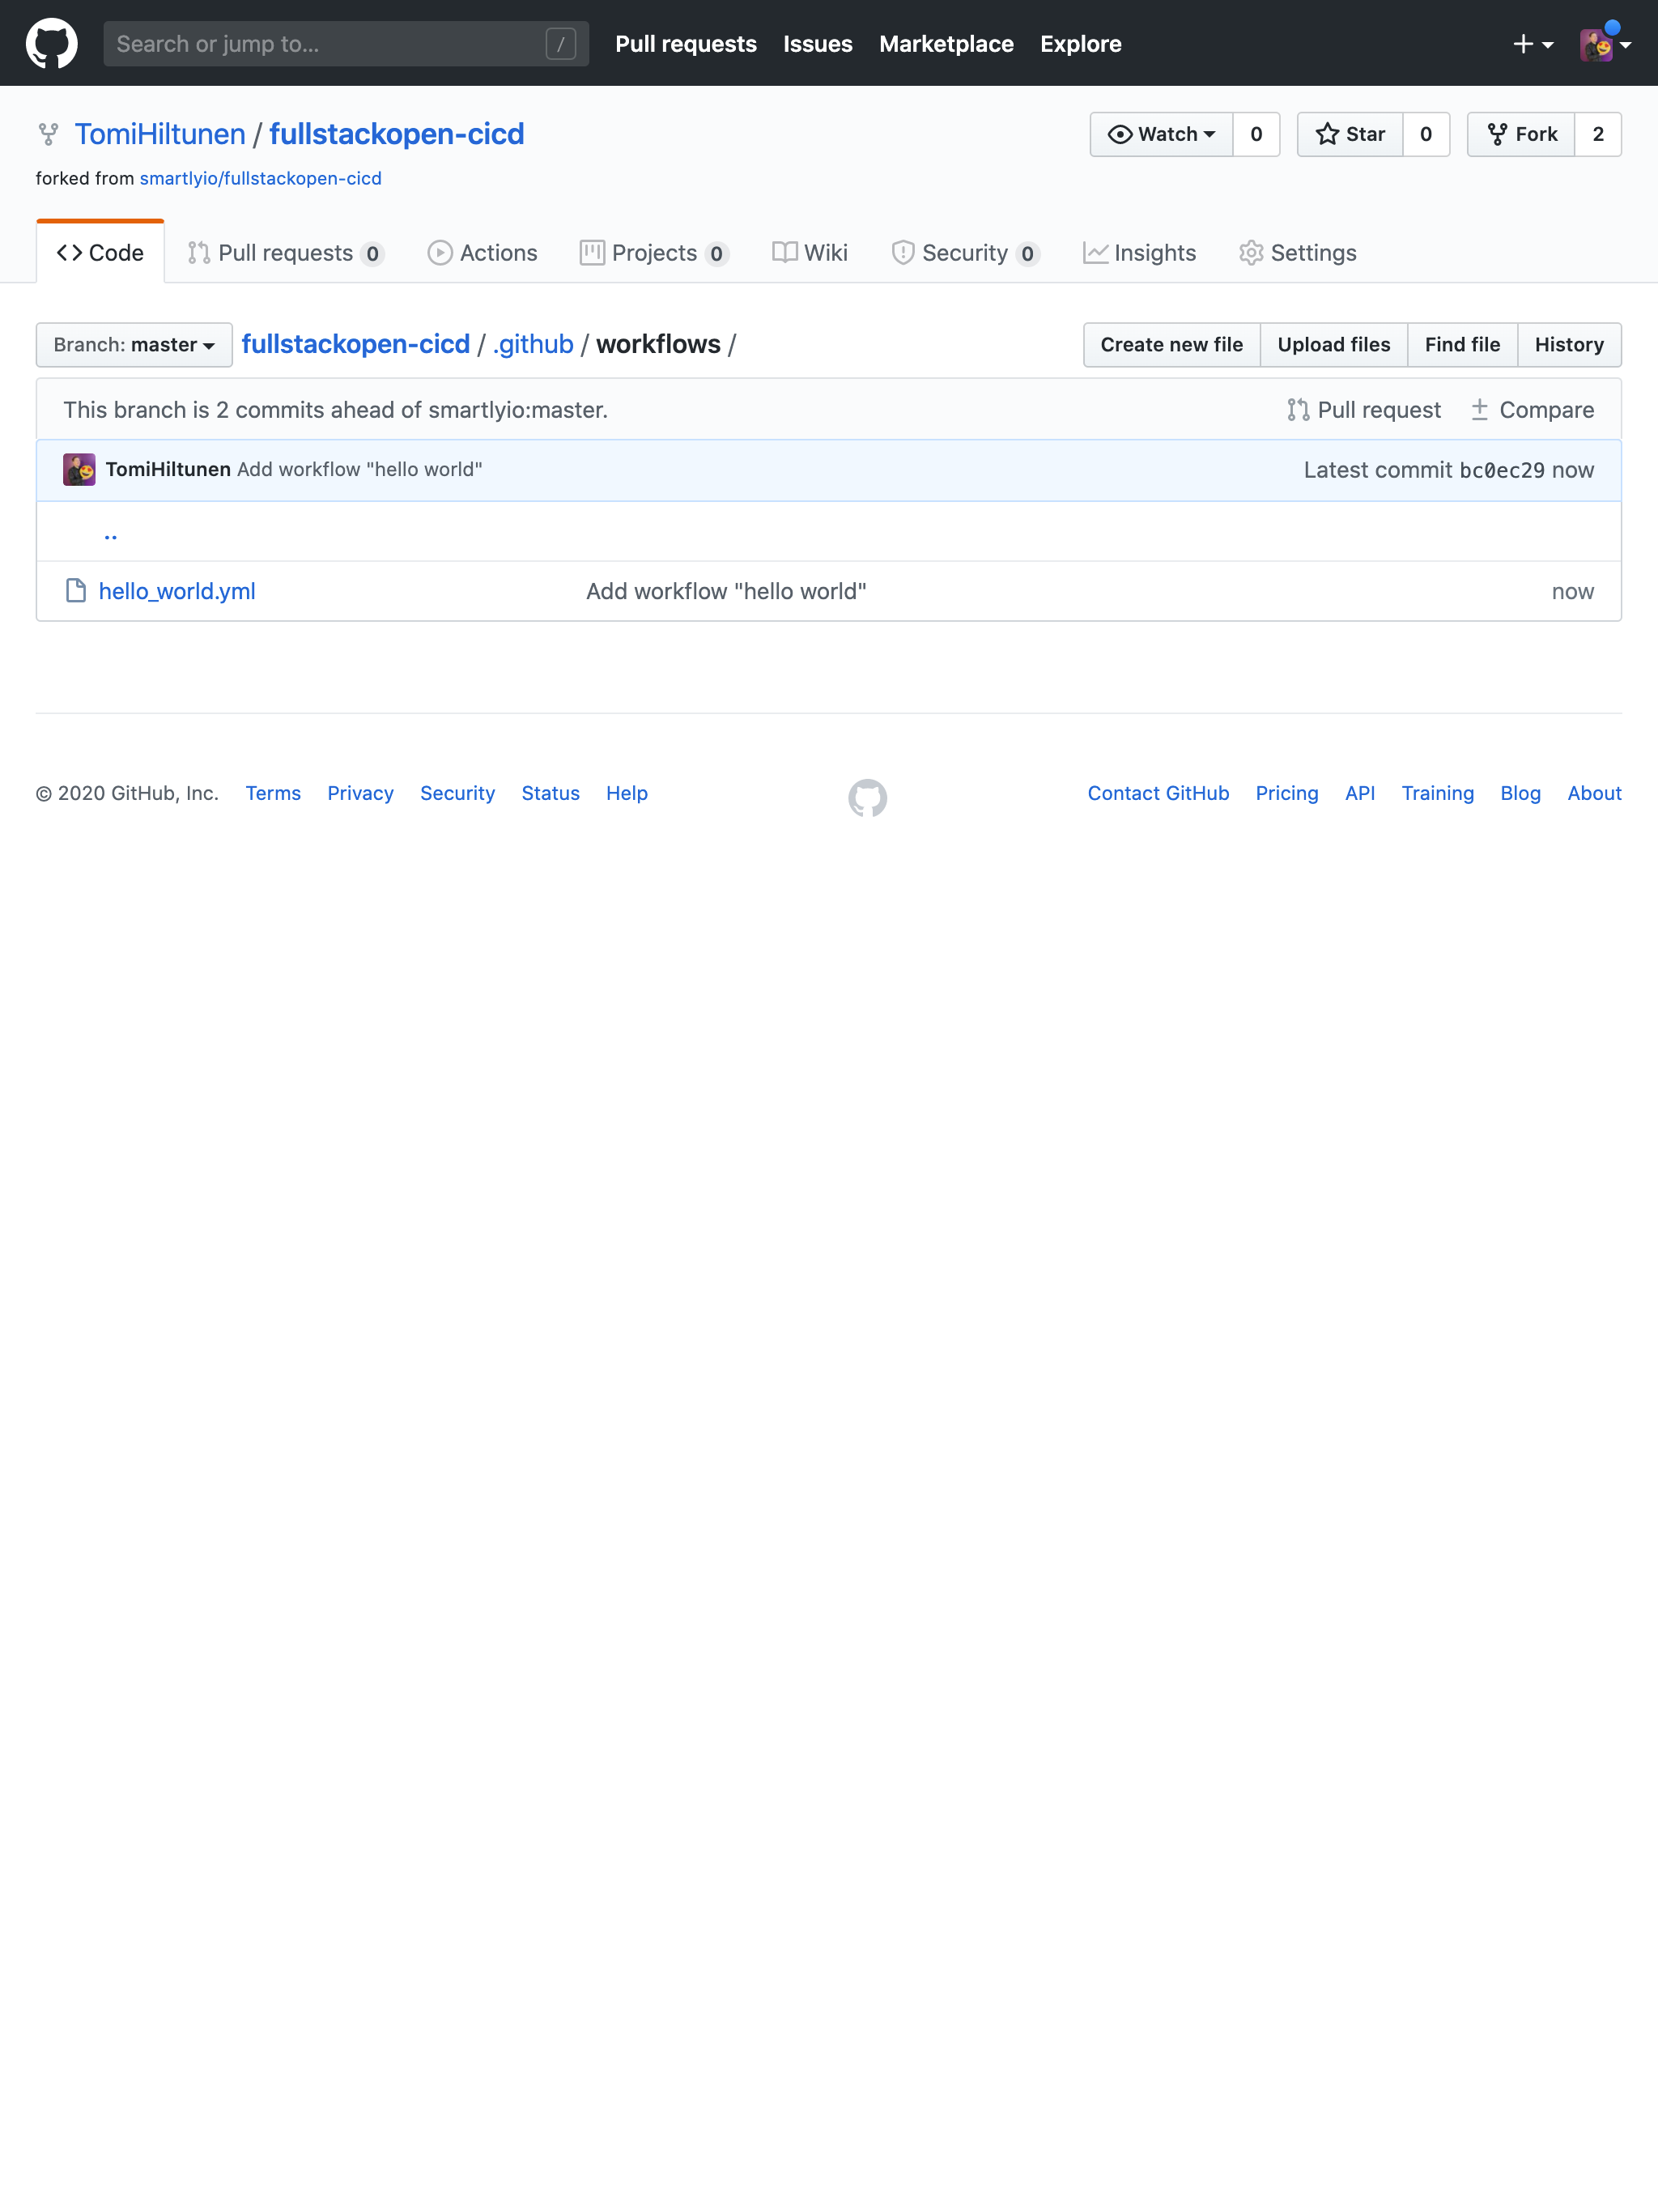 Search or jump to... / Pull requests Issues Marketplace Explore
TomiHiltunen / fullstackopen-cicd Watch 0 Star 0 Fork 2
forked from smartlyio/fullstackopen-cicd
Code Pull requests 0 Actions Projects 0 Wiki Security 0 Insights Settings
Branch: master fullstackopen-cicd / .github / workflows / Create new file Upload files Find file History
This branch is 2 commits ahead of smartlyio:master. Pull request Compare
TomiHiltunen Add workflow "hello world" Latest commit bc0ec29 now
..
hello_world.yml Add workflow "hello world" now
© 2020 GitHub, Inc. Terms Privacy Security Status Help Contact GitHub Pricing API Training Blog About